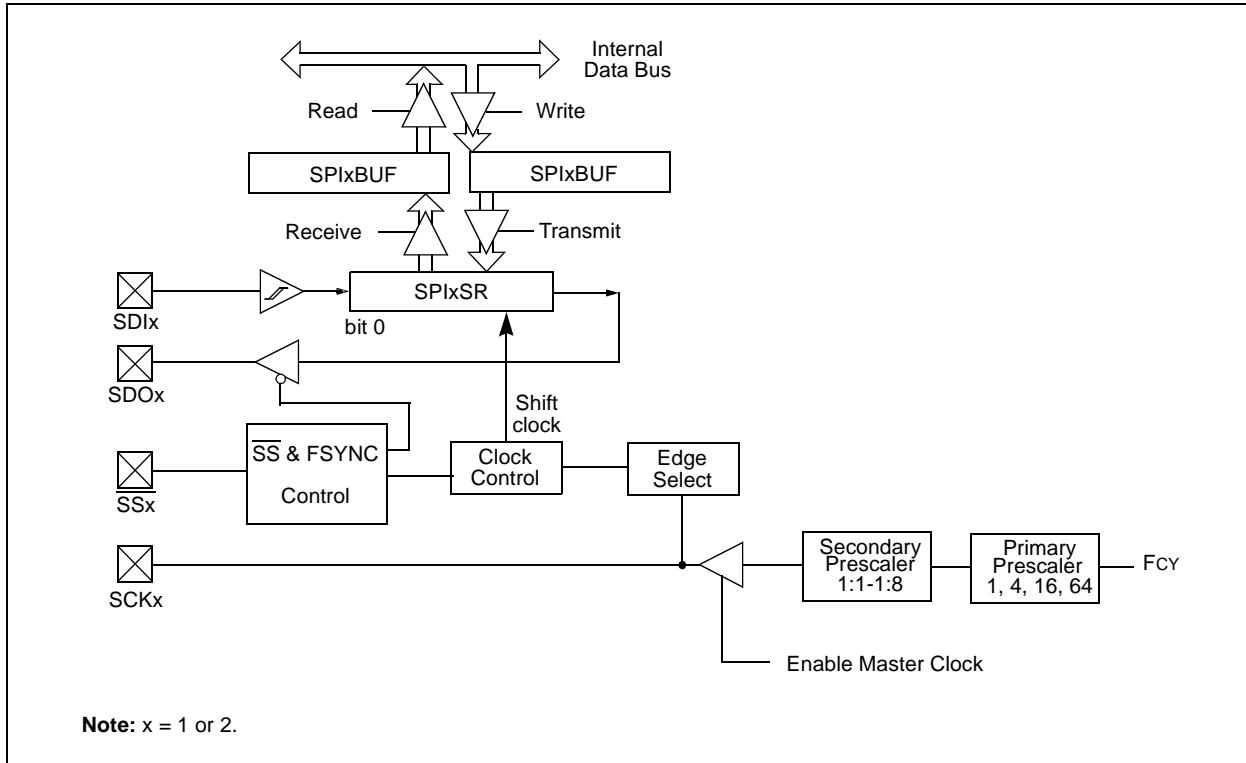 Internal
Data Bus
Read
Write
SPIxBUF
SPIxBUF
Receive
Transmit
SPIxSR
SDIx
bit 0
SDOx
Shift
clock
SS & FSYNC
Control
Clock
Control
Edge
Select
SSx
Secondary
Prescaler
1:1-1:8
Primary
Prescaler
1, 4, 16, 64
FCY
SCKx
Enable Master Clock
Note: x = 1 or 2.